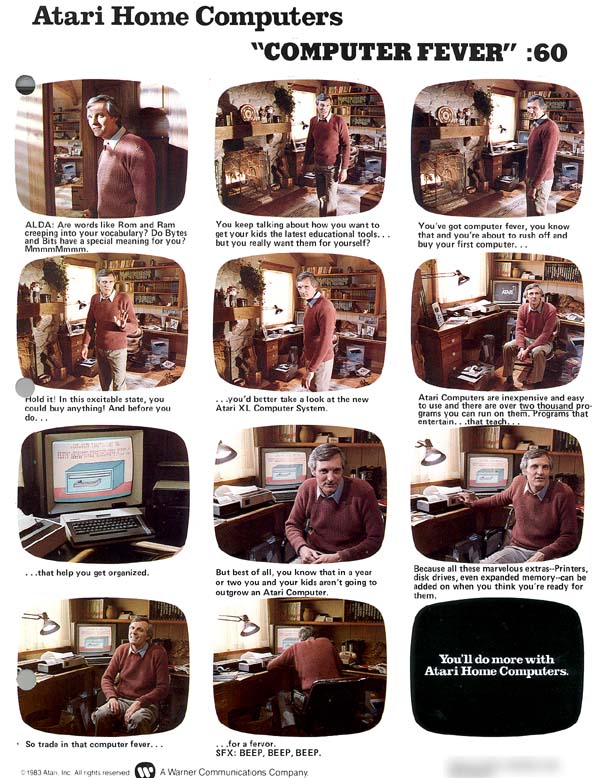 Atari Home Computers
"COMPUTER FEVER" :60
ALDA: Are words like Rom and Ram
creeping into your vocabulary? Do Bytes
and Bits have a special meaning for you?
MmmmMmmmm.
You keep talking about how you want to
get your kids the latest educational tools. . .
but you really want them for yourself?
You've got computer fever, you know
that and you're about to rush off and
buy your first computer. . .
Hold it! In this excitable state, you
could buy anything! And before you
do. . .
. . .you'd better take a look at the new
Atari XL Computer System.
ATARI
Atari Computers are inexpensive and easy
to use and there are over two thousand pro-
grams you can run on them. Programs that
entertain. . .that teach. . .
. . .that help you get organized.
But best of all, you know that in a year
or two you and your kids aren't going to
outgrow an Atari Computer.
Because all these marvelous extras--Printers,
disk drives, even expanded memory--can be
added on when you think you're ready for
them.
So trade in that computer fever. . .
. . .for a fervor.
SFX: BEEP, BEEP, BEEP.
You'll do more with
Atari Home Computers.
©1983 Atari, Inc. All rights reserved. A Warner Communications Company.